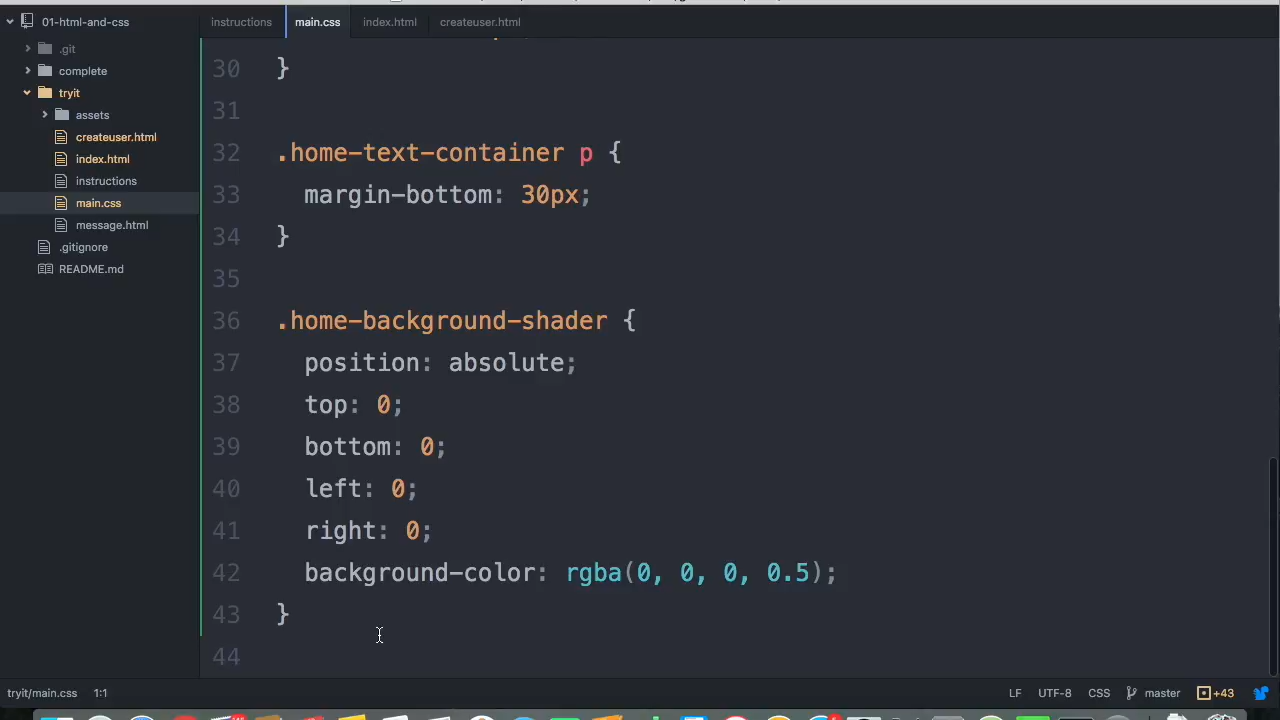 01-html-and-css
.git
complete
tryit
assets
createuser.html
index.html
instructions
main.css
message.html
.gitignore
README.md
instructions
main.css
index.html
createuser.html
30 }
31
32 .home-text-container p {
33 margin-bottom: 30px;
34 }
35
36 .home-background-shader {
37 position: absolute;
38 top: 0;
39 bottom: 0;
40 left: 0;
41 right: 0;
42 background-color: rgba(0, 0, 0, 0.5);
43 }
44
tryit/main.css 1:1 LF UTF-8 CSS master +43